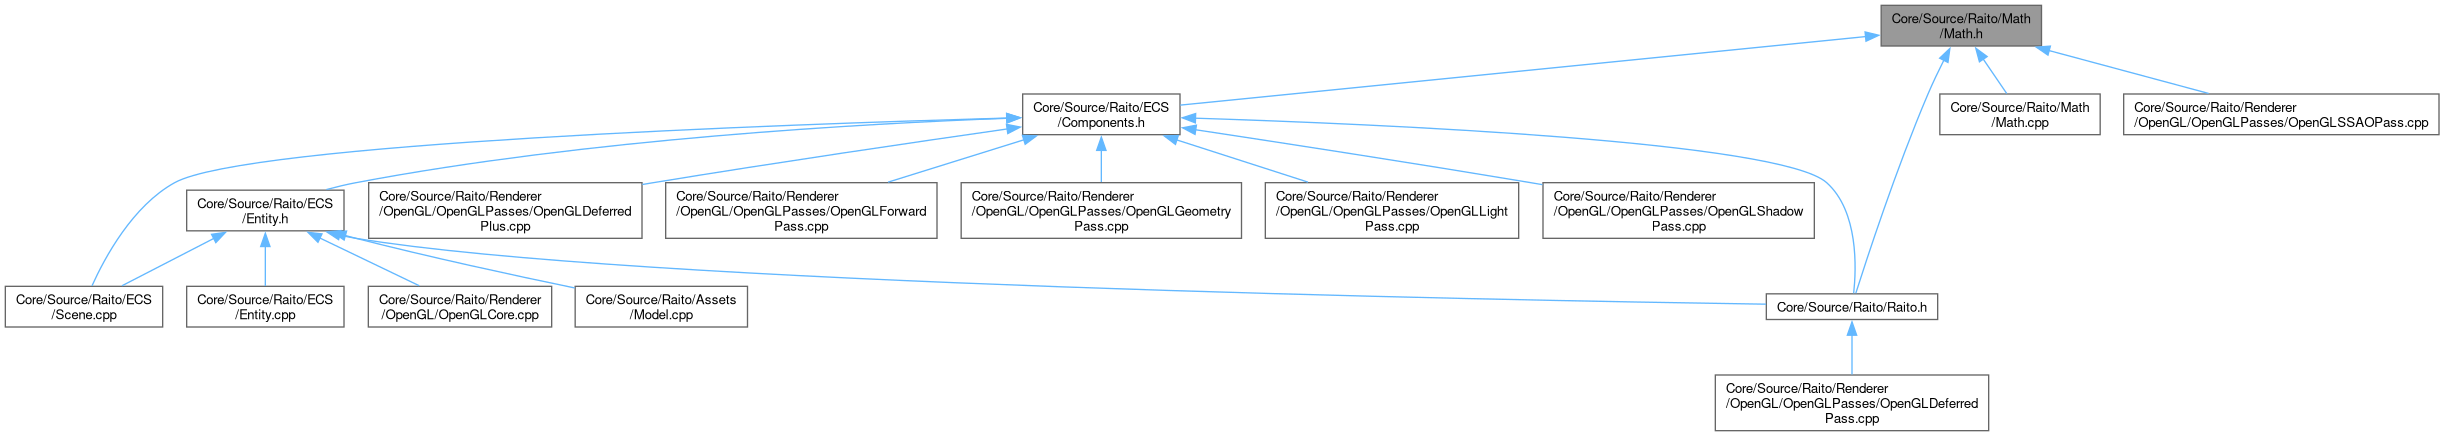 Core/Source/Raito/Math
/Math.h
Core/Source/Raito/ECS
/Components.h
Core/Source/Raito/Math
/Math.cpp
Core/Source/Raito/Renderer
/OpenGL/OpenGLPasses/OpenGLSSAOPass.cpp
Core/Source/Raito/ECS
/Entity.h
Core/Source/Raito/Renderer
/OpenGL/OpenGLPasses/OpenGLDeferred
Plus.cpp
Core/Source/Raito/Renderer
/OpenGL/OpenGLPasses/OpenGLForward
Pass.cpp
Core/Source/Raito/Renderer
/OpenGL/OpenGLPasses/OpenGLGeometry
Pass.cpp
Core/Source/Raito/Renderer
/OpenGL/OpenGLPasses/OpenGLLight
Pass.cpp
Core/Source/Raito/Renderer
/OpenGL/OpenGLPasses/OpenGLShadow
Pass.cpp
Core/Source/Raito/ECS
/Scene.cpp
Core/Source/Raito/ECS
/Entity.cpp
Core/Source/Raito/Renderer
/OpenGL/OpenGLCore.cpp
Core/Source/Raito/Assets
/Model.cpp
Core/Source/Raito/Raito.h
Core/Source/Raito/Renderer
/OpenGL/OpenGLPasses/OpenGLDeferred
Pass.cpp